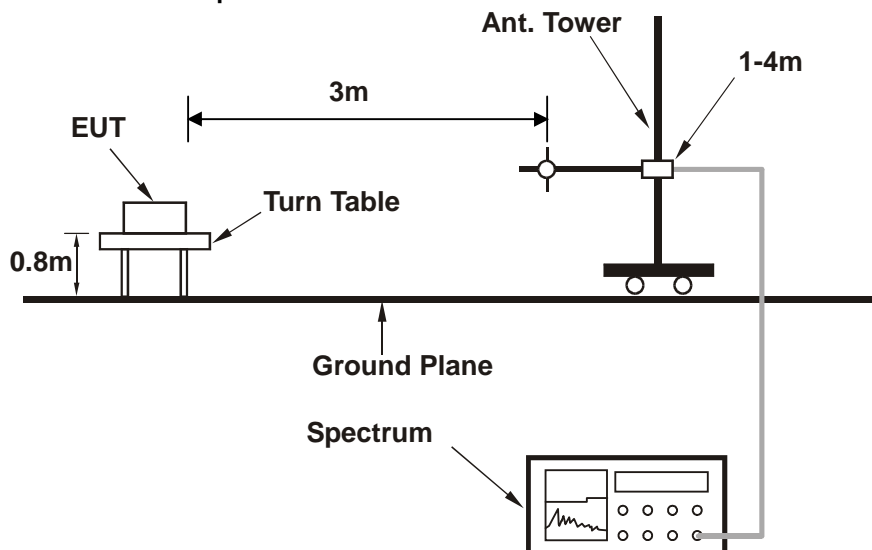 Ant. Tower
1-4m
3m
EUT
Turn Table
0.8m
Ground Plane
Spectrum